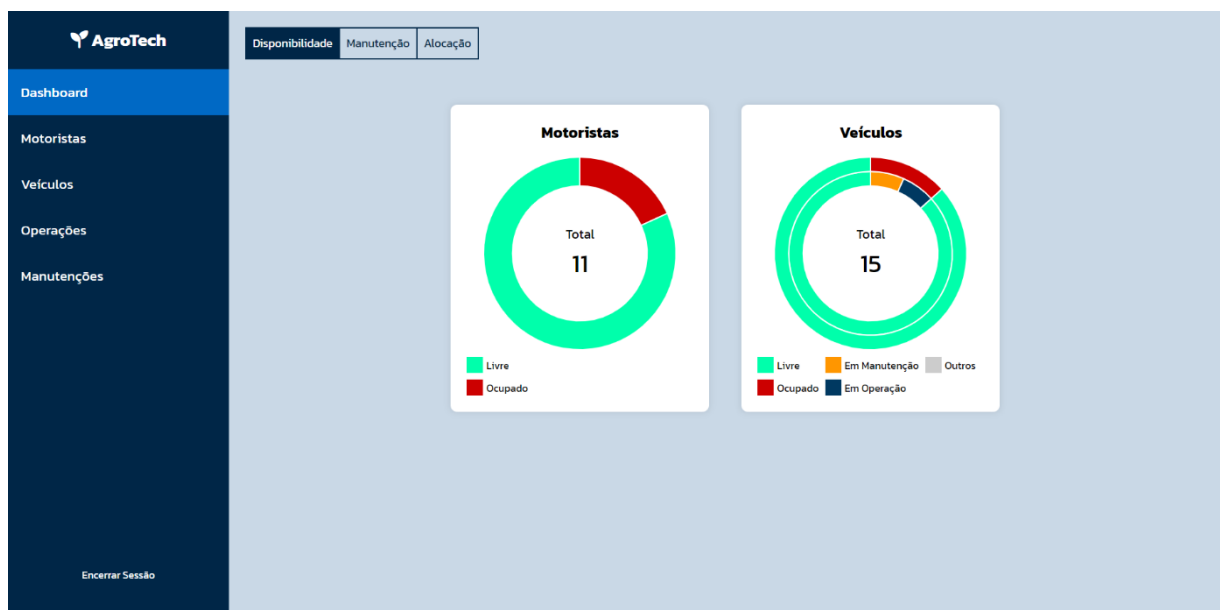 AgroTech
Dashboard
Motoristas
Veículos
Operações
Manutenções
Encerrar Sessão
Disponibilidade Manutenção Alocação
Motoristas
Total
11
Livre
Ocupado
Veículos
Total
15
Livre Em Manutenção Outros
Ocupado Em Operação